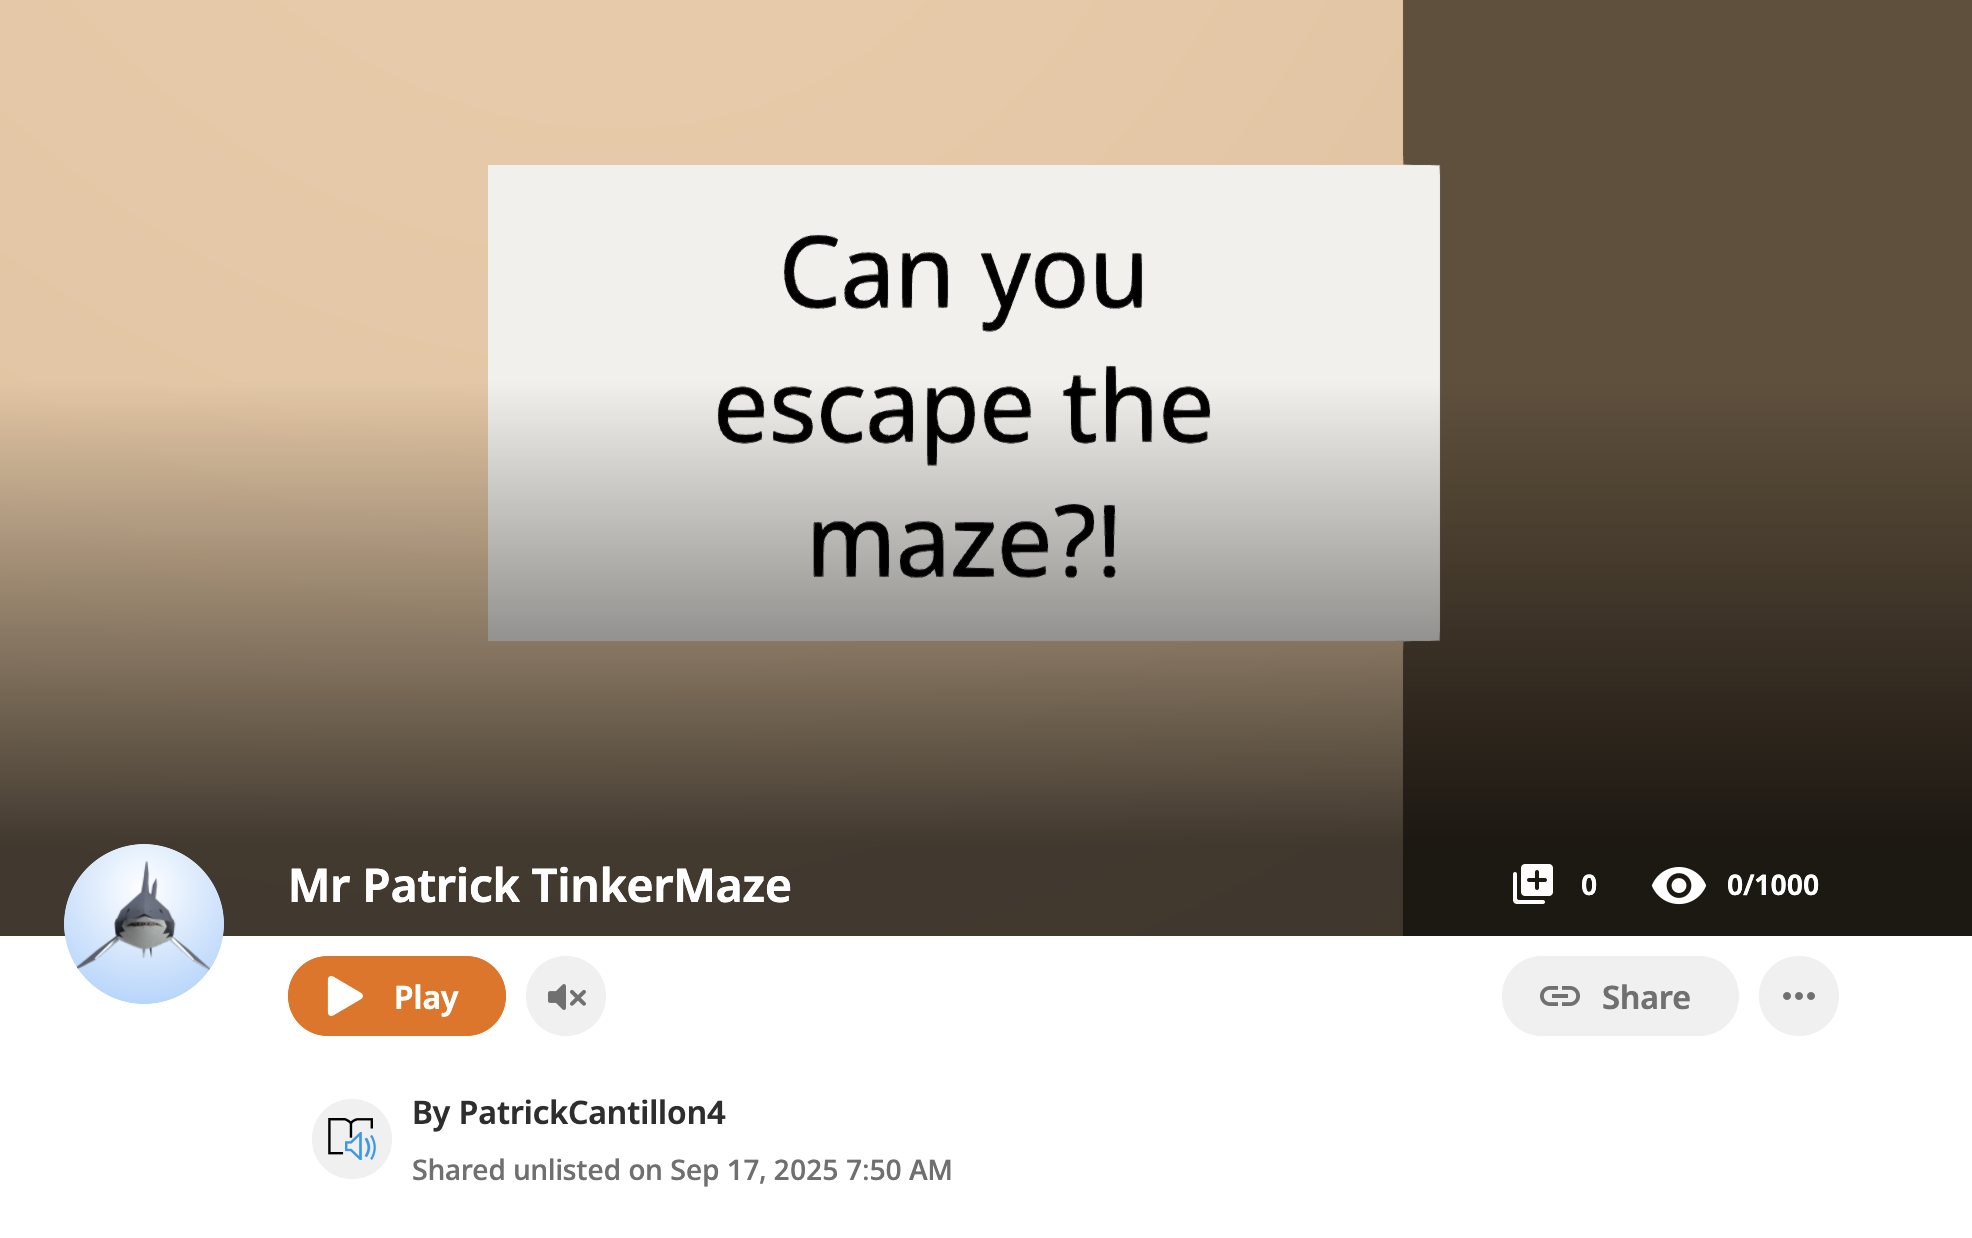 Can you
escape the
maze?!
Mr Patrick TinkerMaze
0
0/1000
Play
Share
By PatrickCantillon4
Shared unlisted on Sep 17, 2025 7:50 AM